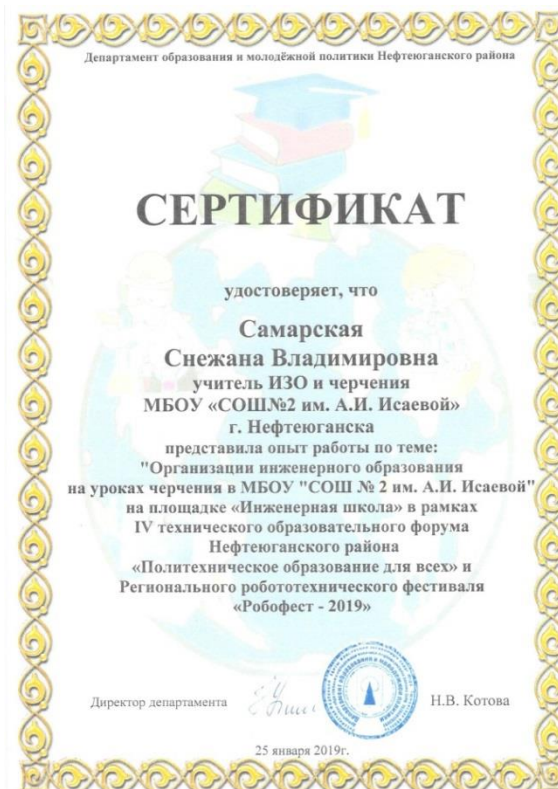 Департамент образования и молодёжной политики Нефтеюганского района
СЕРТИФИКАТ
удостоверяет, что
Самарская
Снежана Владимировна
учитель ИЗО и черчения
МБОУ «СОШ№2 им. А.И. Исаевой»
г. Нефтеюганска
представила опыт работы по теме:
"Организации инженерного образования
на уроках черчения в МБОУ "СОШ № 2 им. А.И. Исаевой"
на площадке «Инженерная школа» в рамках
IV технического образовательного форума
Нефтеюганского района
«Политехническое образование для всех» и
Регионального робототехнического фестиваля
«Робофест - 2019»
Директор департамента
Н.В. Котова
25 января 2019г.